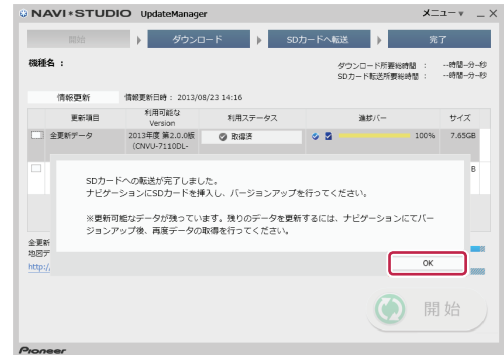 NAVI*STUDIO UpdateManager
メニュー
開始
ダウンロード
SDカードへ転送
完了
機種名：
ダウンロード所要総時間 ： --時間--分--秒
SDカード転送所要総時間 ： --時間--分--秒
情報更新
情報更新日時：2013/08/23 14:16
更新項目
利用可能な
Version
利用ステータス
進捗バー
サイズ
全更新データ
2013年度 第2.0.0版
(CNVU-7110DL-
取得済
100%
7.65GB
B
SDカードへの転送が完了しました。
ナビゲーションにSDカードを挿入し、バージョンアップを行ってください。
※更新可能なデータが残っています。残りのデータを更新するには、ナビゲーションにてバー
ジョンアップ後、再度データの取得を行ってください。
全更新
地図デ
http:/
OK
開始
Pioneer